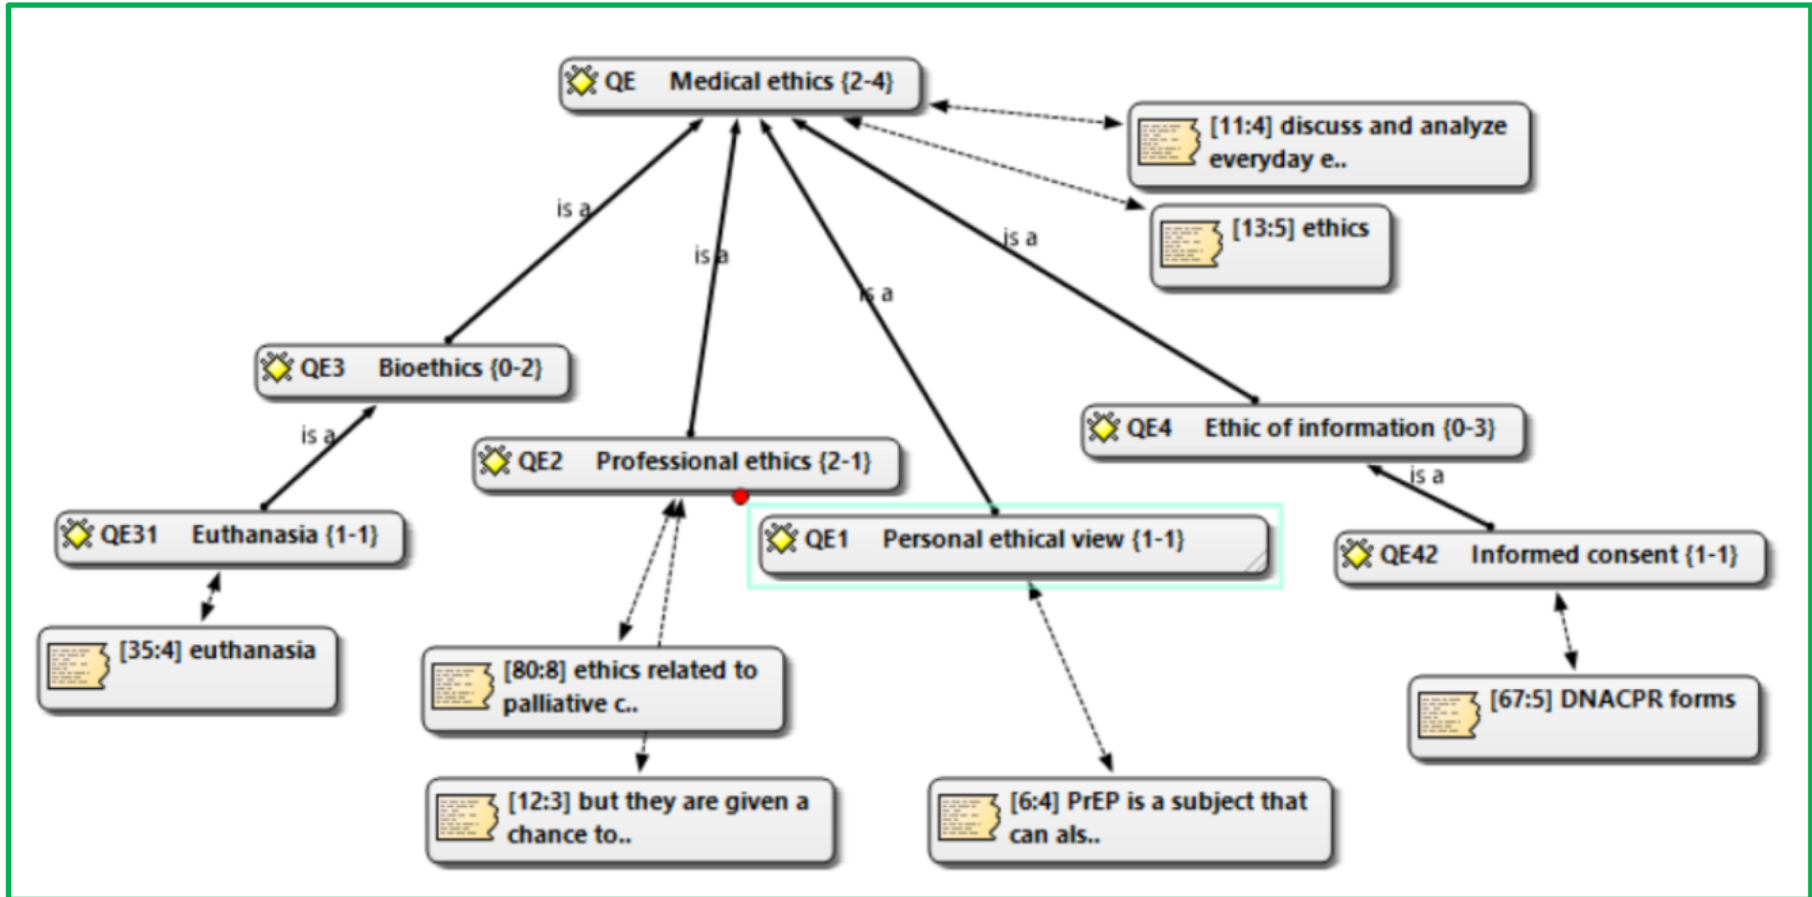 QE Medical ethics {2-4}
[11:4] discuss and analyze
everyday e..
[13:5] ethics
is a
is a
is a
is a
QE3 Bioethics {0-2}
QE4 Ethic of information {0-3}
is a
QE2 Professional ethics {2-1}
is a
QE31 Euthanasia {1-1}
QE1 Personal ethical view {1-1}
QE42 Informed consent {1-1}
[35:4] euthanasia
[80:8] ethics related to
palliative c..
[67:5] DNACPR forms
[12:3] but they are given a
chance to..
[6:4] PrEP is a subject that
can als..